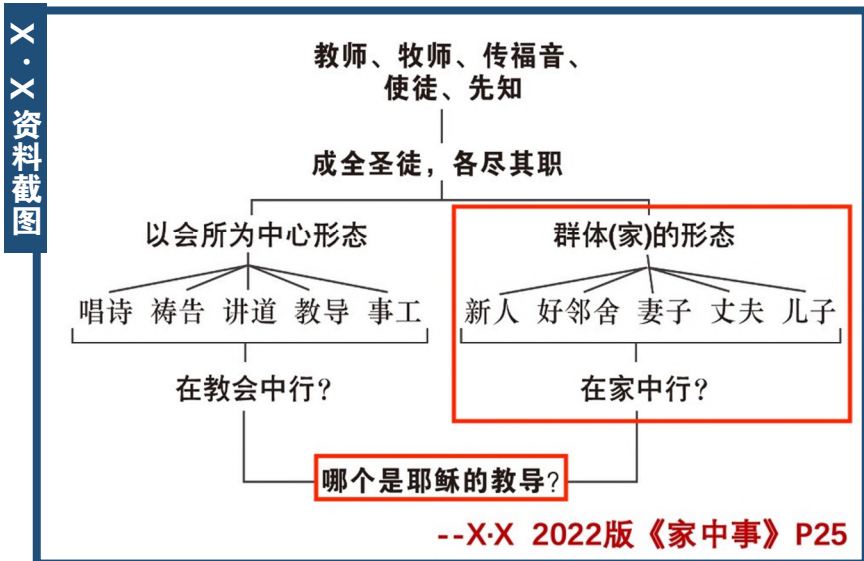 X·X资料截图
教师、牧师、传福音、
使徒、先知
成全圣徒，各尽其职
以会所为中心形态
群体(家)的形态
唱诗 祷告 讲道 教导 事工
新人 好邻舍 妻子 丈夫 儿子
在教会中行?
在家中行?
哪个是耶稣的教导?
--X·X 2022版《家中事》P25